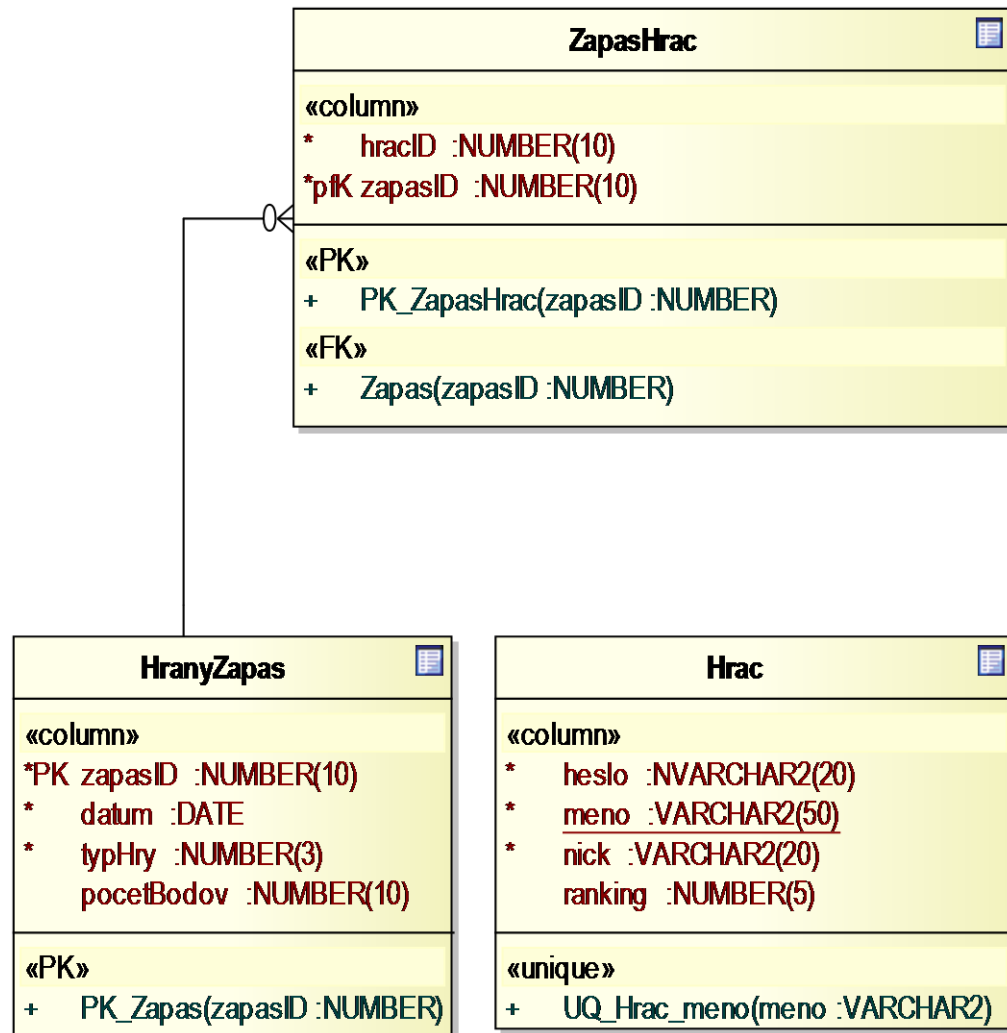 ZapasHrac
«column»
* hracID :NUMBER(10)
*pfK zapasID :NUMBER(10)
«PK»
+ PK_ZapasHrac(zapasID :NUMBER)
«FK»
+ Zapas(zapasID :NUMBER)
HranyZapas
«column»
*PK zapasID :NUMBER(10)
* datum :DATE
* typHry :NUMBER(3)
pocetBodov :NUMBER(10)
«PK»
+ PK_Zapas(zapasID :NUMBER)
Hrac
«column»
* heslo :NVARCHAR2(20)
* meno :VARCHAR2(50)
* nick :VARCHAR2(20)
ranking :NUMBER(5)
«unique»
+ UQ_Hrac_meno(meno :VARCHAR2)